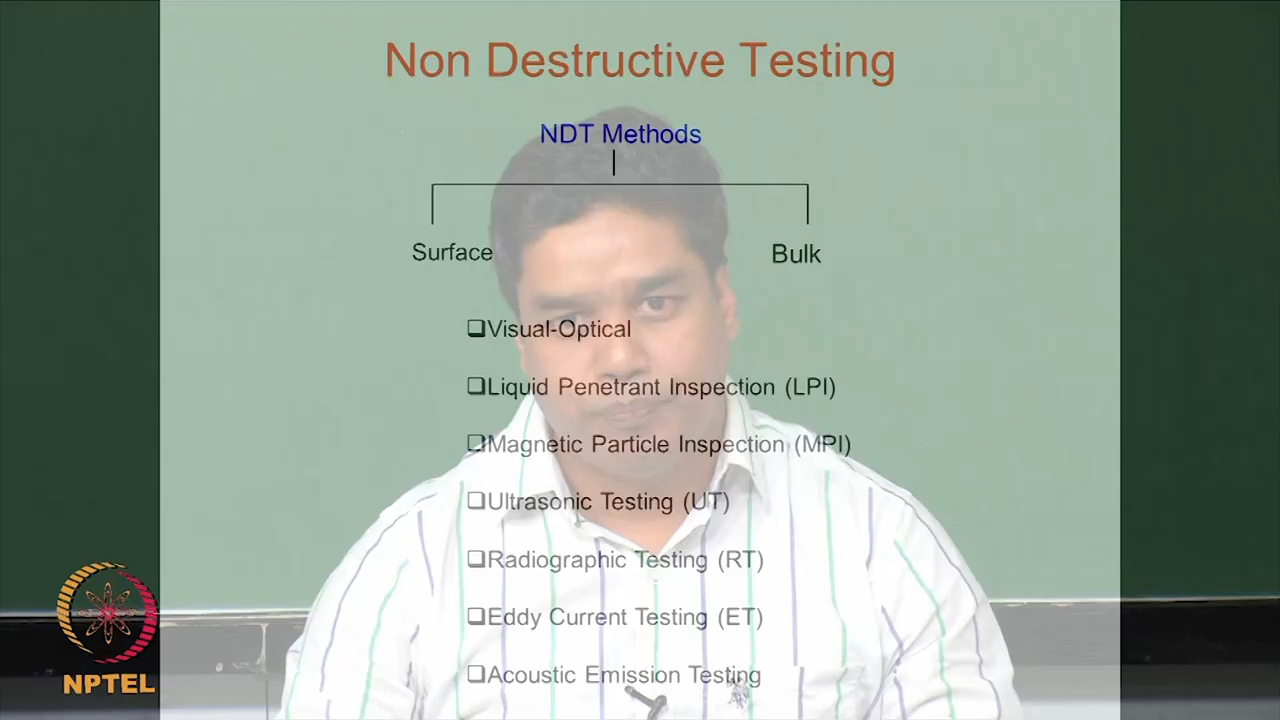 Non Destructive Testing
NDT Methods
Surface
Bulk
❑Visual-Optical
❑Liquid Penetrant Inspection (LPI)
❑Magnetic Particle Inspection (MPI)
❑Ultrasonic Testing (UT)
❑Radiographic Testing (RT)
❑Eddy Current Testing (ET)
❑Acoustic Emission Testing
NPTEL